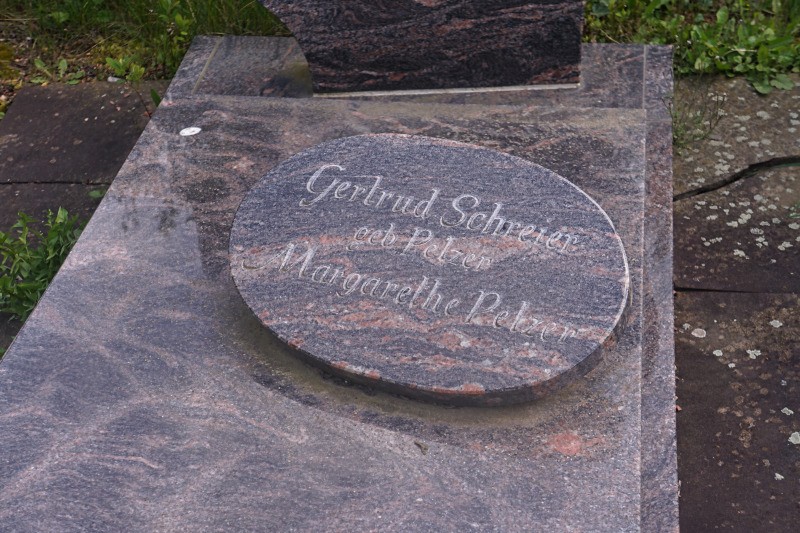 Gertrud Schreier
geb Pelzer
Margarethe Pelzer